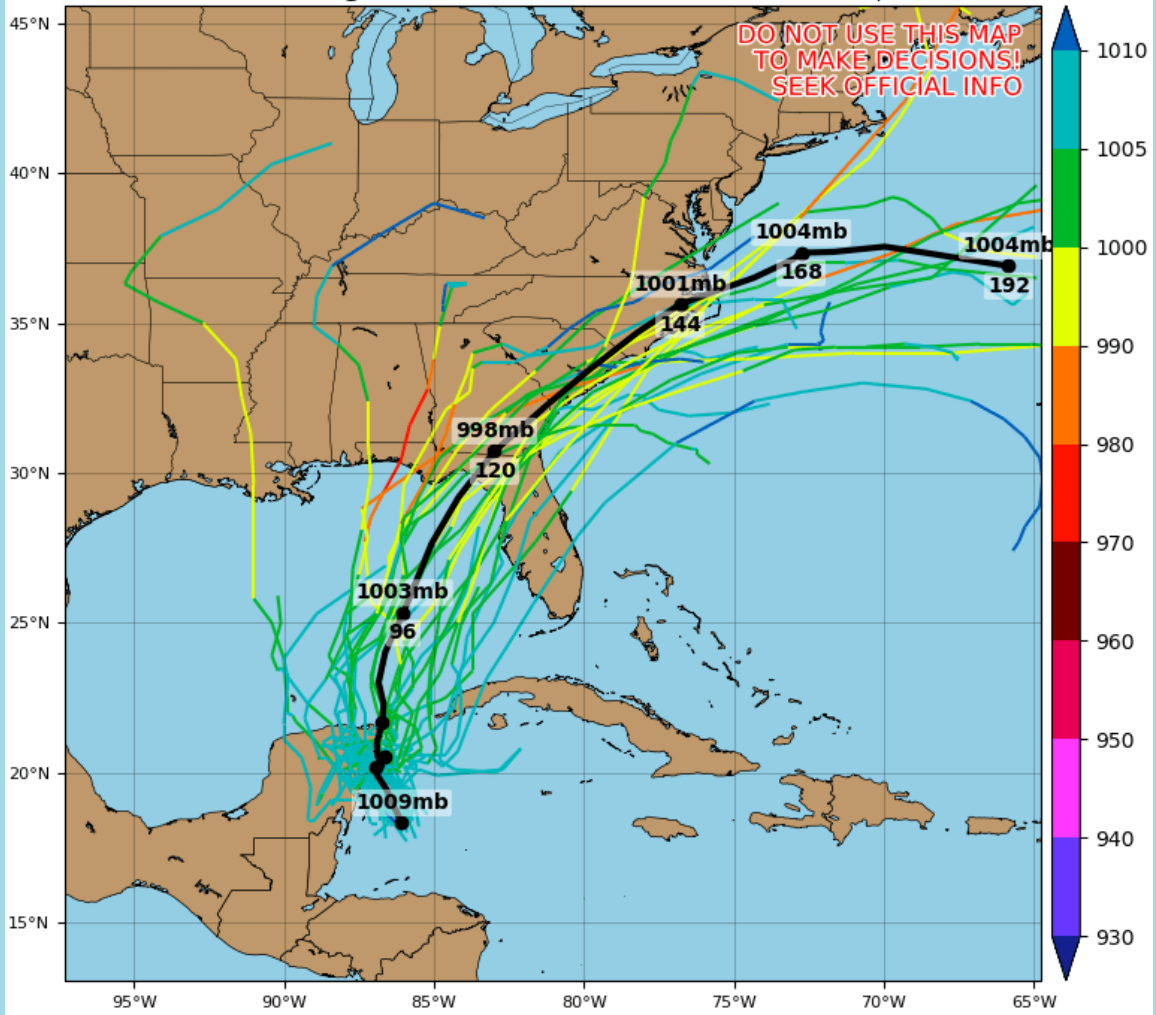 DO NOT USE THIS MAP
TO MAKE DECISIONS!
SEEK OFFICIAL INFO
45°N
40°N
35°N
30°N
25°N
20°N
15°N
1004mb
168
1004mb
192
1001mb
144
998mb
120
1003mb
96
1009mb
95°W
90°W
85°W
80°W
75°W
70°W
65°W
1010
1005
1000
990
980
970
960
950
940
930